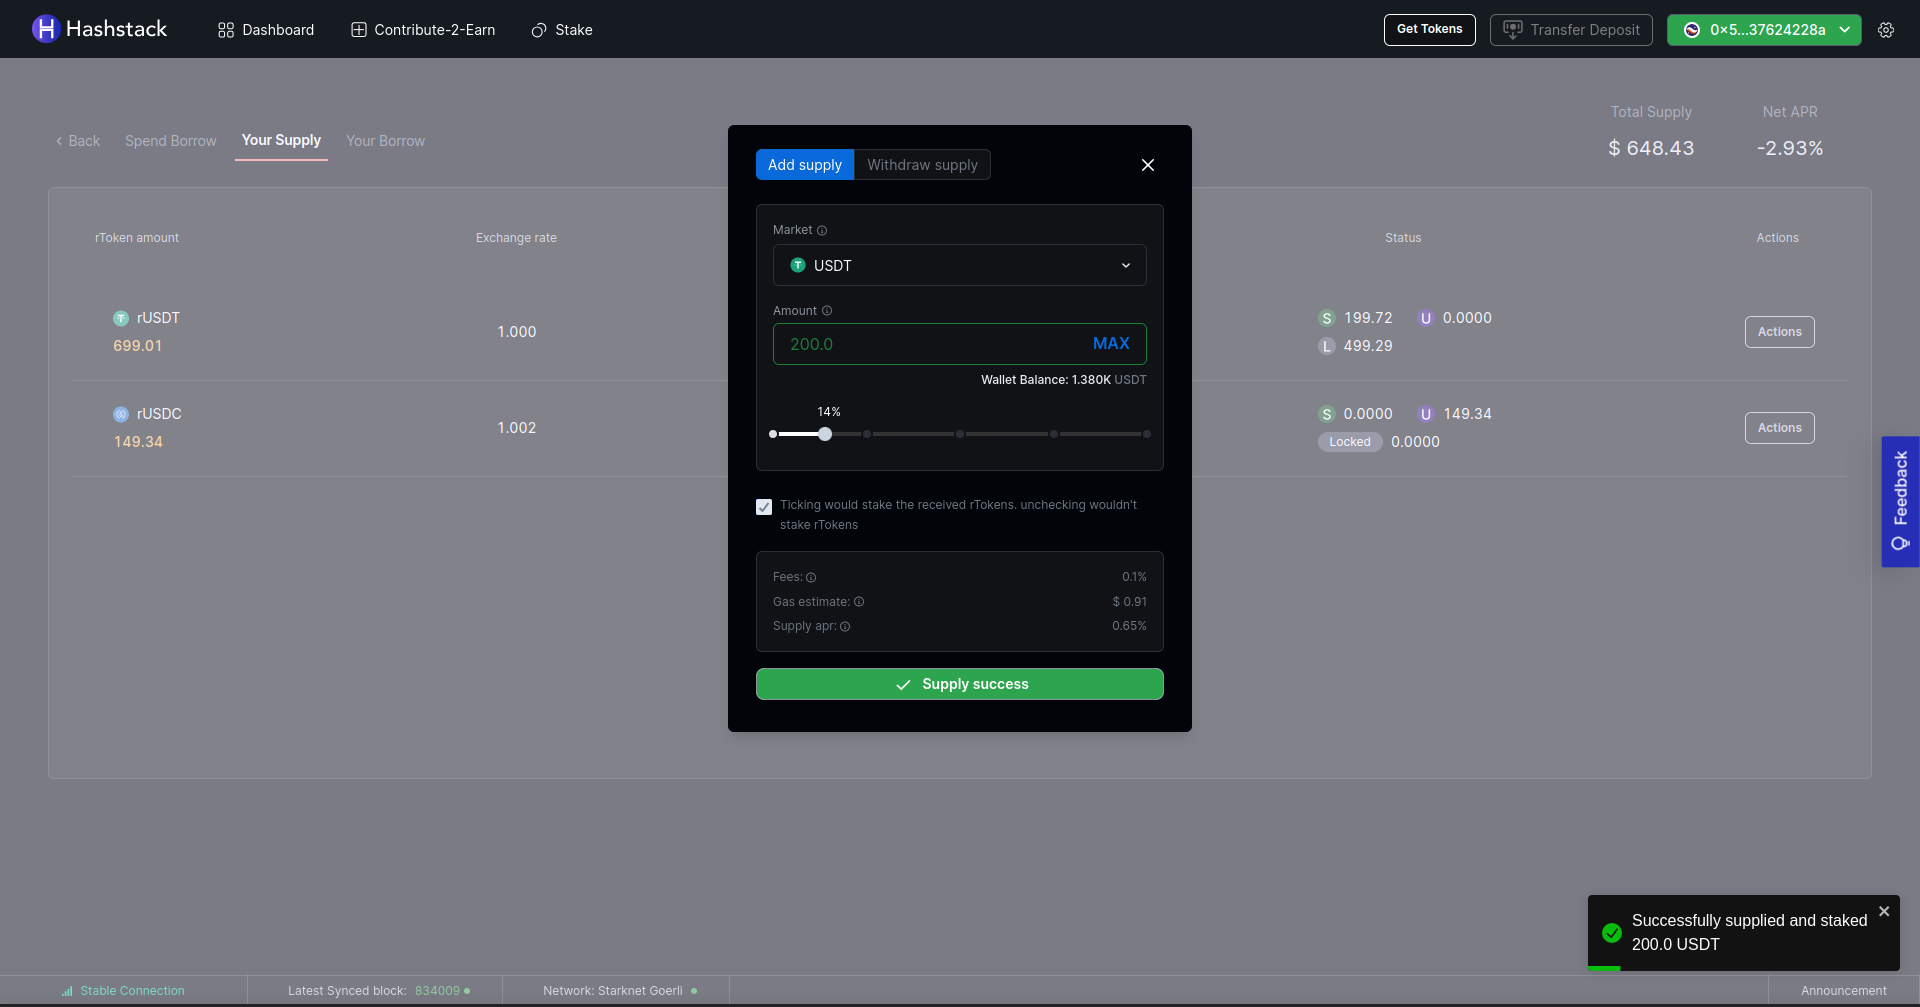 Hashstack
Dashboard
Contribute-2-Earn
Stake
Get Tokens
Transfer Deposit
0x5...37624228a
Total Supply
Net APR
$ 648.43
-2.93%
Back
Spend Borrow
Your Supply
Your Borrow
Add supply
Withdraw supply
rToken amount
Exchange rate
Status
Actions
Market
USDT
Amount
200.0
MAX
Wallet Balance: 1.380K USDT
14%
rUSDT
699.01
1.000
S 199.72
U 0.0000
L 499.29
Actions
rUSDC
149.34
1.002
S 0.0000
U 149.34
Locked 0.0000
Actions
Ticking would stake the received rTokens. unchecking wouldn't
stake rTokens
Fees:
0.1%
Gas estimate:
$ 0.91
Supply apr:
0.65%
Supply success
Feedback
Successfully supplied and staked
200.0 USDT
Stable Connection
Latest Synced block: 834009
Network: Starknet Goerli
Announcement